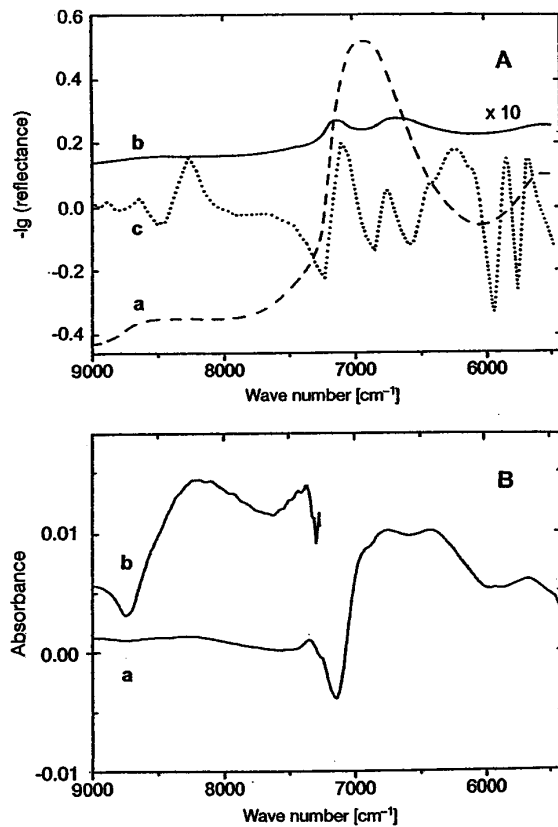 -0.6
A
0.4
x 10
b
0.2
0.0
c
-0.2
a
-0.4
-lg (reflectance)
9000 8000 7000 6000
Wave number [cm⁻¹]
B
0.01
b
0.00
a
-0.01
Absorbance
9000 8000 7000 6000
Wave number [cm⁻¹]